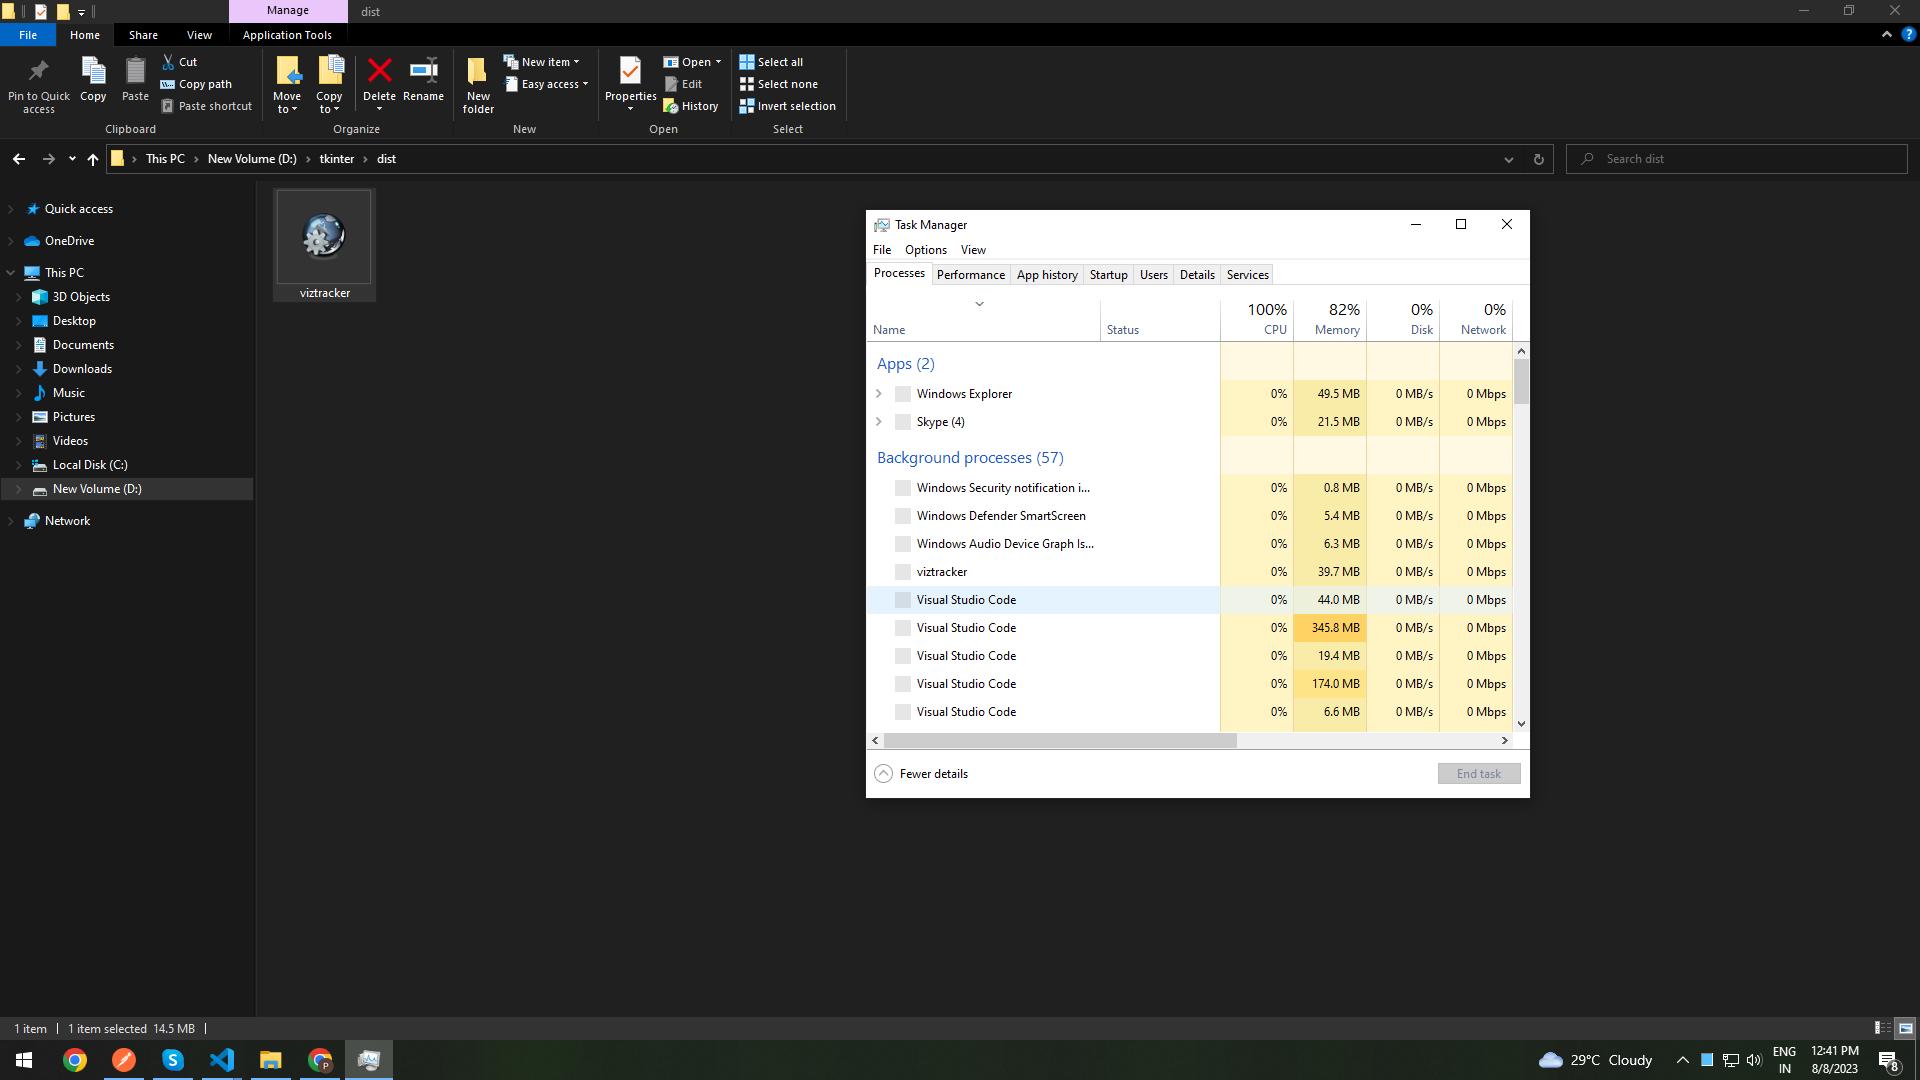 Manage
dist
File
Home
Share
View
Application Tools
Pin to Quick access
Copy
Paste
Cut
Copy path
Paste shortcut
Clipboard
Move to
Copy to
Delete
Rename
Organize
New folder
New item
Easy access
New
Properties
Open
Edit
History
Open
Select all
Select none
Invert selection
Select
This PC
New Volume (D:)
tkinter
dist
Search dist
Quick access
OneDrive
This PC
3D Objects
Desktop
Documents
Downloads
Music
Pictures
Videos
Local Disk (C:)
New Volume (D:)
Network
viztracker
Task Manager
File Options View
Processes Performance App history Startup Users Details Services
100% 82% 0% 0%
Name Status CPU Memory Disk Network
Apps (2)
Windows Explorer 0% 49.5 MB 0 MB/s 0 Mbps
Skype (4) 0% 21.5 MB 0 MB/s 0 Mbps
Background processes (57)
Windows Security notification i... 0% 0.8 MB 0 MB/s 0 Mbps
Windows Defender SmartScreen 0% 5.4 MB 0 MB/s 0 Mbps
Windows Audio Device Graph Is... 0% 6.3 MB 0 MB/s 0 Mbps
viztracker 0% 39.7 MB 0 MB/s 0 Mbps
Visual Studio Code 0% 44.0 MB 0 MB/s 0 Mbps
Visual Studio Code 0% 345.8 MB 0 MB/s 0 Mbps
Visual Studio Code 0% 19.4 MB 0 MB/s 0 Mbps
Visual Studio Code 0% 174.0 MB 0 MB/s 0 Mbps
Visual Studio Code 0% 6.6 MB 0 MB/s 0 Mbps
Fewer details
End task
1 item
1 item selected 14.5 MB
29°C Cloudy
ENG
IN
12:41 PM
8/8/2023
8